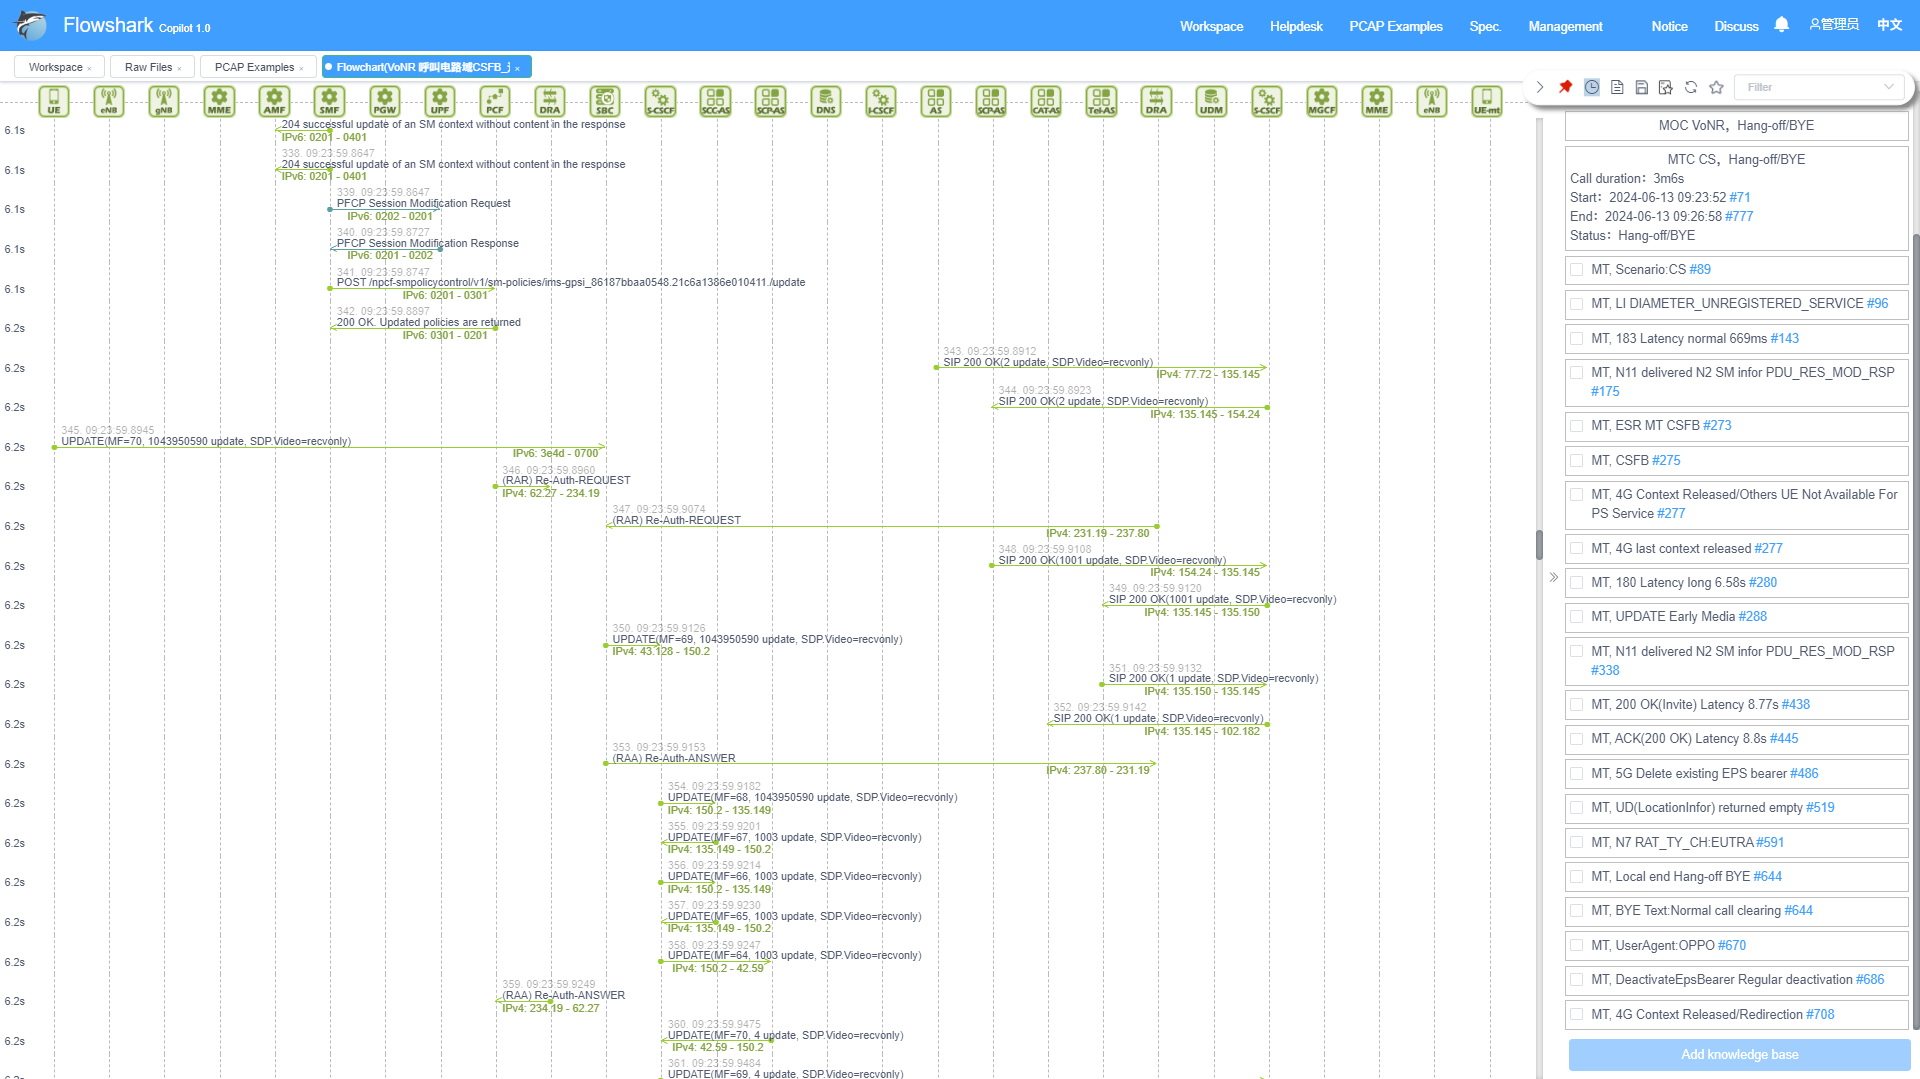 Flowshark Copilot 1.0
Workspace Helpdesk PCAP Examples Spec. Management Notice Discuss 管理员 中文
Workspace × Raw Files × PCAP Examples × Flowchart(VoNR 呼叫电路域CSFB_ ×
Filter
UE eNB gNB MME AMF SMF PGW UPF PCF DRA SBC S-CSCF SCC-AS SCP-AS DNS I-CSCF AS SCP-AS CAT-AS Tel-AS DRA UDM S-CSCF MGCF MME eNB UE-mt
204 successful update of an SM context without content in the response
6.1s
IPv6: 0201 - 0401
338. 09:23:59.8647
204 successful update of an SM context without content in the response
6.1s
IPv6: 0201 - 0401
339. 09:23:59.8647
PFCP Session Modification Request
6.1s
IPv6: 0202 - 0201
340. 09:23:59.8727
PFCP Session Modification Response
6.1s
IPv6: 0201 - 0202
341. 09:23:59.8747
POST /npcf-smpolicycontrol/v1/sm-policies/ims-gpsi_86187bbaa0548.21c6a1386e010411./update
6.1s
IPv6: 0201 - 0301
342. 09:23:59.8897
200 OK. Updated policies are returned
6.2s
IPv6: 0301 - 0201
343. 09:23:59.8912
SIP 200 OK(2 update, SDP.Video=recvonly)
6.2s
IPv4: 77.72 - 135.145
344. 09:23:59.8923
SIP 200 OK(2 update, SDP.Video=recvonly)
6.2s
IPv4: 135.145 - 154.24
345. 09:23:59.8945
UPDATE(MF=70, 1043950590 update, SDP.Video=recvonly)
6.2s
IPv6: 3e4d - 0700
346. 09:23:59.8960
(RAR) Re-Auth-REQUEST
6.2s
IPv4: 62.27 - 234.19
347. 09:23:59.9074
(RAR) Re-Auth-REQUEST
6.2s
IPv4: 231.19 - 237.80
348. 09:23:59.9108
SIP 200 OK(1001 update, SDP.Video=recvonly)
6.2s
IPv4: 154.24 - 135.145
349. 09:23:59.9120
SIP 200 OK(1001 update, SDP.Video=recvonly)
6.2s
IPv4: 135.145 - 135.150
350. 09:23:59.9126
UPDATE(MF=69, 1043950590 update, SDP.Video=recvonly)
6.2s
IPv4: 43.128 - 150.2
351. 09:23:59.9132
SIP 200 OK(1 update, SDP.Video=recvonly)
6.2s
IPv4: 135.150 - 135.145
352. 09:23:59.9142
SIP 200 OK(1 update, SDP.Video=recvonly)
6.2s
IPv4: 135.145 - 102.182
353. 09:23:59.9153
(RAA) Re-Auth-ANSWER
6.2s
IPv4: 237.80 - 231.19
354. 09:23:59.9182
UPDATE(MF=68, 1043950590 update, SDP.Video=recvonly)
6.2s
IPv4: 150.2 - 135.149
355. 09:23:59.9201
UPDATE(MF=67, 1003 update, SDP.Video=recvonly)
6.2s
IPv4: 135.149 - 150.2
356. 09:23:59.9214
UPDATE(MF=66, 1003 update, SDP.Video=recvonly)
6.2s
IPv4: 150.2 - 135.149
357. 09:23:59.9230
UPDATE(MF=65, 1003 update, SDP.Video=recvonly)
6.2s
IPv4: 135.149 - 150.2
358. 09:23:59.9247
UPDATE(MF=64, 1003 update, SDP.Video=recvonly)
6.2s
IPv4: 150.2 - 42.59
359. 09:23:59.9249
(RAA) Re-Auth-ANSWER
6.2s
IPv4: 234.19 - 62.27
360. 09:23:59.9475
UPDATE(MF=70, 4 update, SDP.Video=recvonly)
6.2s
IPv4: 42.59 - 150.2
361. 09:23:59.9484
UPDATE(MF=69, 4 update, SDP.Video=recvonly)
MOC VoNR，Hang-off/BYE
MTC CS，Hang-off/BYE
Call duration：3m6s
Start：2024-06-13 09:23:52 #71
End：2024-06-13 09:26:58 #777
Status：Hang-off/BYE
MT, Scenario:CS #89
MT, LI DIAMETER_UNREGISTERED_SERVICE #96
MT, 183 Latency normal 669ms #143
MT, N11 delivered N2 SM infor PDU_RES_MOD_RSP
#175
MT, ESR MT CSFB #273
MT, CSFB #275
MT, 4G Context Released/Others UE Not Available For
PS Service #277
MT, 4G last context released #277
MT, 180 Latency long 6.58s #280
MT, UPDATE Early Media #288
MT, N11 delivered N2 SM infor PDU_RES_MOD_RSP
#338
MT, 200 OK(Invite) Latency 8.77s #438
MT, ACK(200 OK) Latency 8.8s #445
MT, 5G Delete existing EPS bearer #486
MT, UD(LocationInfor) returned empty #519
MT, N7 RAT_TY_CH:EUTRA #591
MT, Local end Hang-off BYE #644
MT, BYE Text:Normal call clearing #644
MT, UserAgent:OPPO #670
MT, DeactivateEpsBearer Regular deactivation #686
MT, 4G Context Released/Redirection #708
Add knowledge base